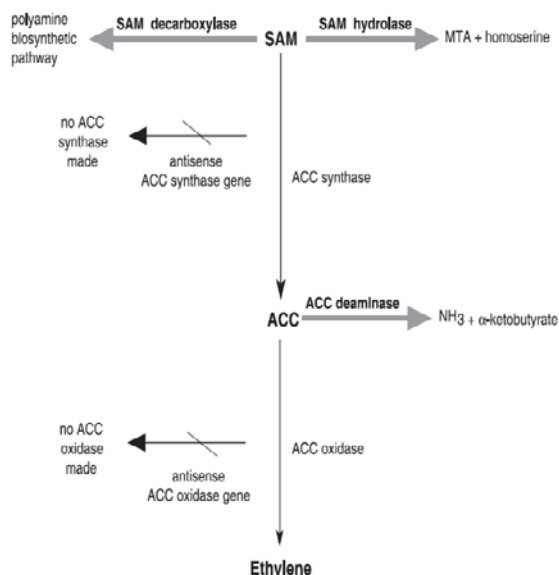 polyamine
biosynthetic
pathway
SAM decarboxylase
SAM
SAM hydrolase
MTA + homoserine
no ACC
synthase
made
antisense
ACC synthase gene
ACC synthase
ACC
ACC deaminase
NH3 + α-ketobutyrate
no ACC
oxidase
made
antisense
ACC oxidase gene
ACC oxidase
Ethylene